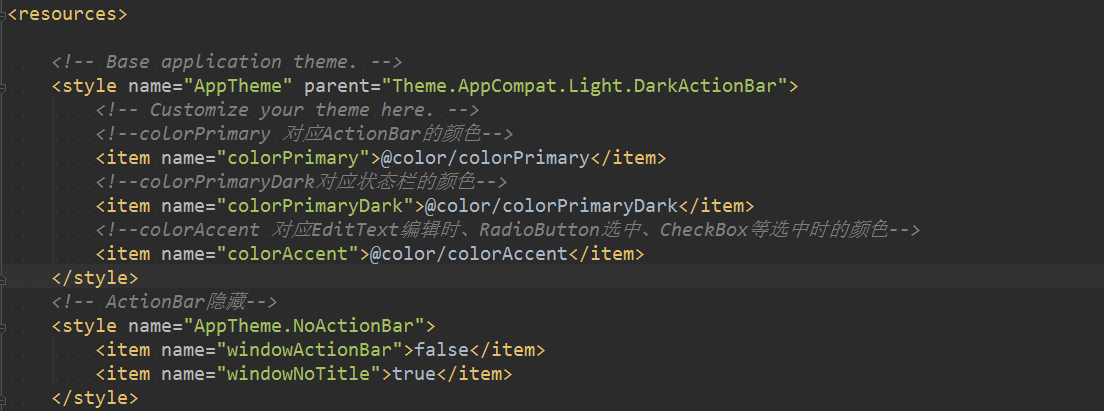 <resources>
<!-- Base application theme. -->
<style name="AppTheme" parent="Theme.AppCompat.Light.DarkActionBar">
<!-- Customize your theme here. -->
<!--colorPrimary 对应ActionBar的颜色-->
<item name="colorPrimary">@color/colorPrimary</item>
<!--colorPrimaryDark对应状态栏的颜色-->
<item name="colorPrimaryDark">@color/colorPrimaryDark</item>
<!--colorAccent 对应EditText编辑时、RadioButton选中、CheckBox等选中时的颜色-->
<item name="colorAccent">@color/colorAccent</item>
</style>
<!-- ActionBar隐藏-->
<style name="AppTheme.NoActionBar">
<item name="windowActionBar">false</item>
<item name="windowNoTitle">true</item>
</style>